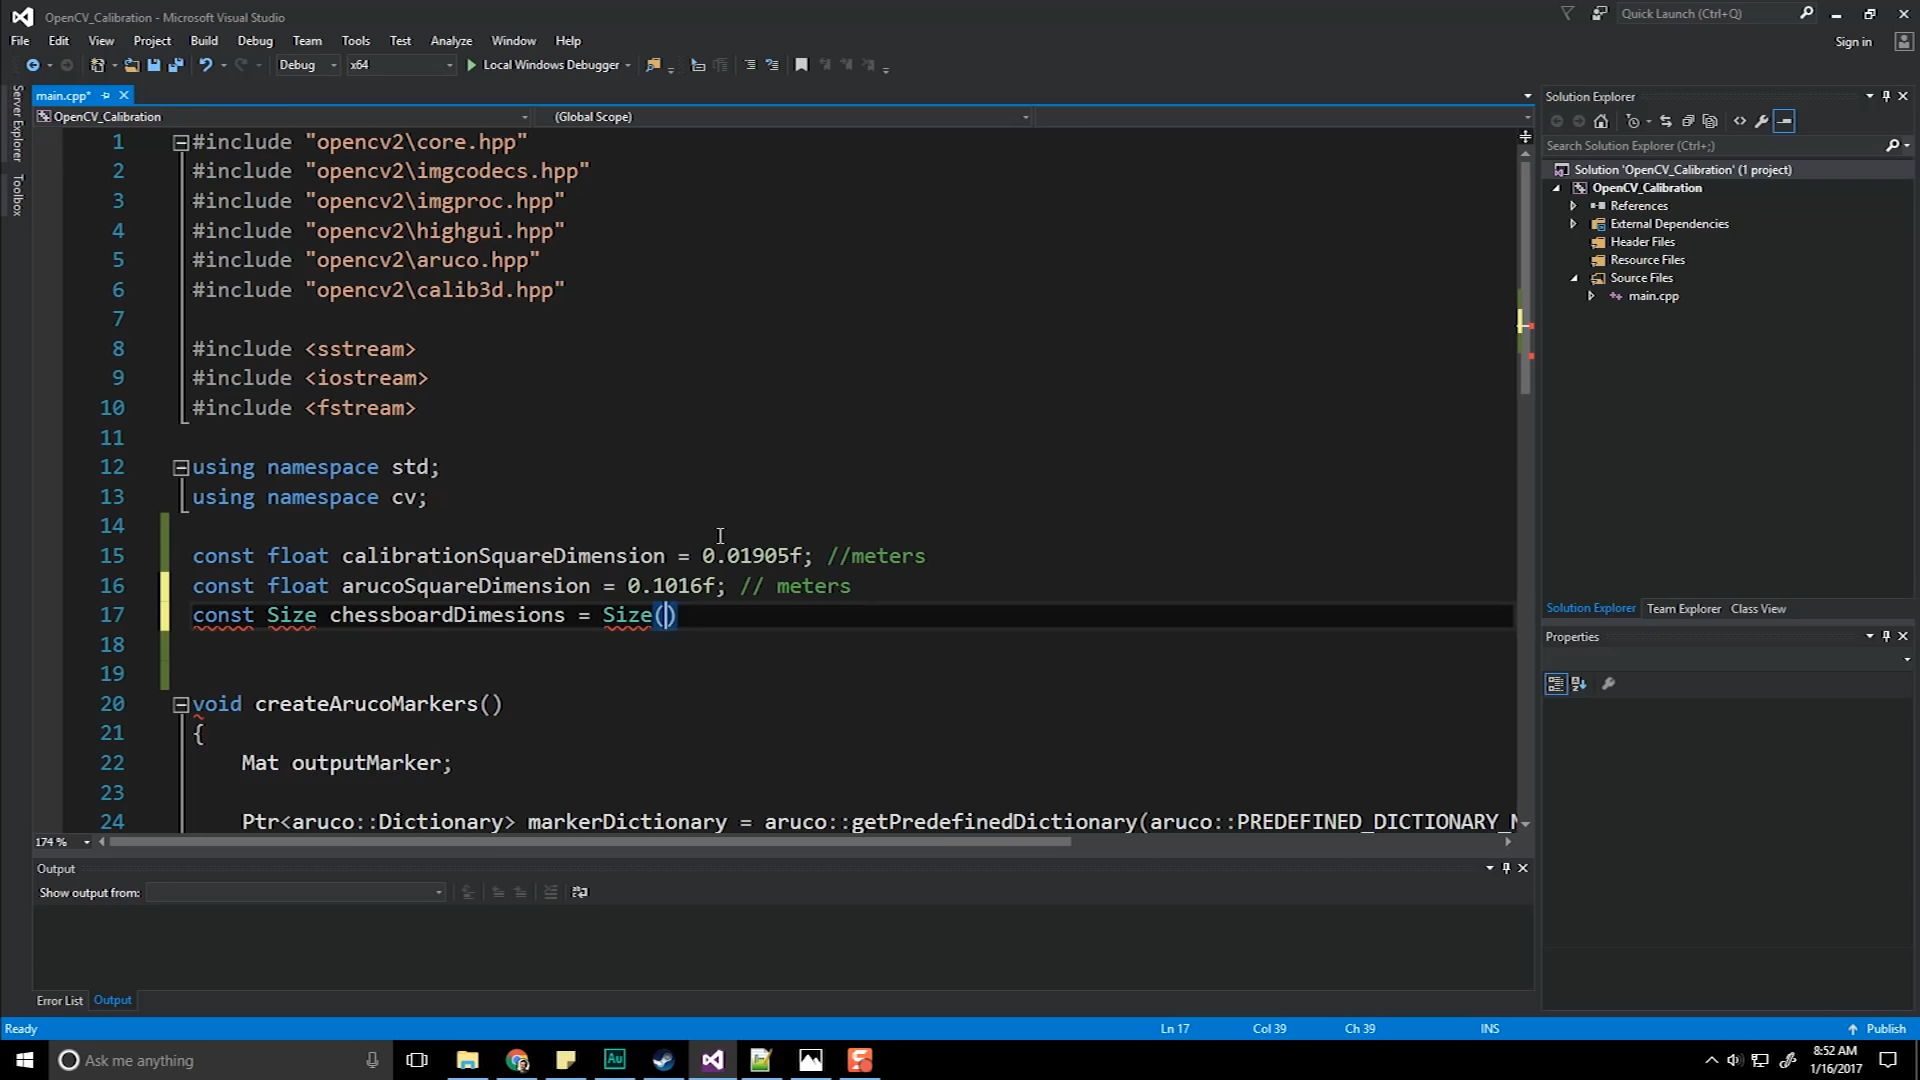 OpenCV_Calibration - Microsoft Visual Studio
Quick Launch (Ctrl+Q)
File Edit View Project Build Debug Team Tools Test Analyze Window Help
Sign in
Debug x64 Local Windows Debugger
Server Explorer
Toolbox
main.cpp*
OpenCV_Calibration (Global Scope)
1 #include "opencv2\core.hpp"
2 #include "opencv2\imgcodecs.hpp"
3 #include "opencv2\imgproc.hpp"
4 #include "opencv2\highgui.hpp"
5 #include "opencv2\aruco.hpp"
6 #include "opencv2\calib3d.hpp"
7
8 #include <sstream>
9 #include <iostream>
10 #include <fstream>
11
12 using namespace std;
13 using namespace cv;
14
15 const float calibrationSquareDimension = 0.01905f; //meters
16 const float arucoSquareDimension = 0.1016f; // meters
17 const Size chessboardDimesions = Size()
18
19
20 void createArucoMarkers()
21 {
22 Mat outputMarker;
23
24 Ptr<aruco::Dictionary> markerDictionary = aruco::getPredefinedDictionary(aruco::PREDEFINED_DICTIONARY_
174 %
Output
Show output from:
Error List Output
Solution Explorer
Search Solution Explorer (Ctrl+;)
Solution 'OpenCV_Calibration' (1 project)
OpenCV_Calibration
References
External Dependencies
Header Files
Resource Files
Source Files
main.cpp
Solution Explorer Team Explorer Class View
Properties
Ready Ln 17 Col 39 Ch 39 INS Publish
Ask me anything
Au
8:52 AM
1/16/2017